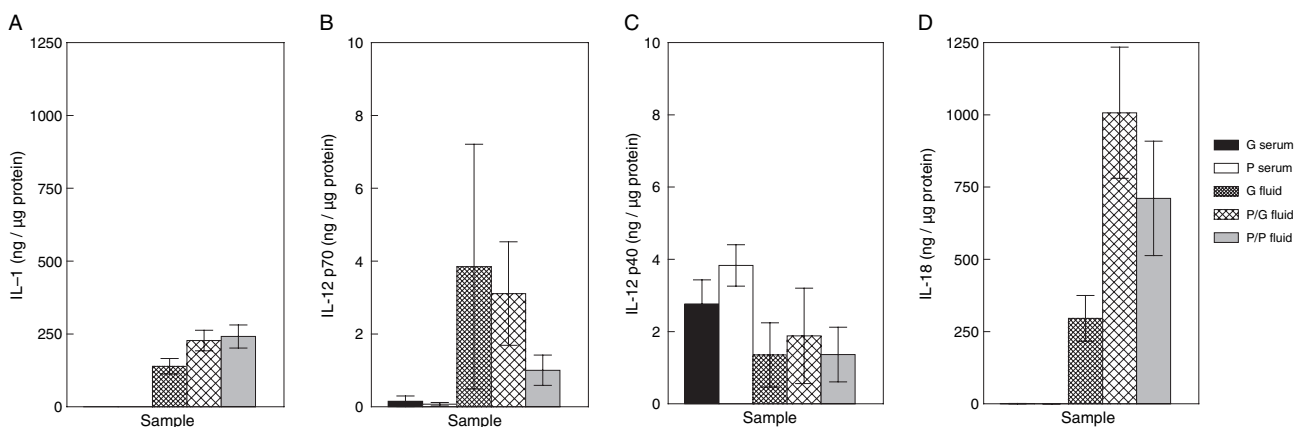 A
1250
1000
750
500
250
0
IL–1 (ng / µg protein)
Sample
B
10
8
6
4
2
0
IL-12 p70 (ng / µg protein)
Sample
C
10
8
6
4
2
0
IL-12 p40 (ng / µg protein)
Sample
D
1250
1000
750
500
250
0
IL-18 (ng / µg protein)
Sample
G serum
P serum
G fluid
P/G fluid
P/P fluid